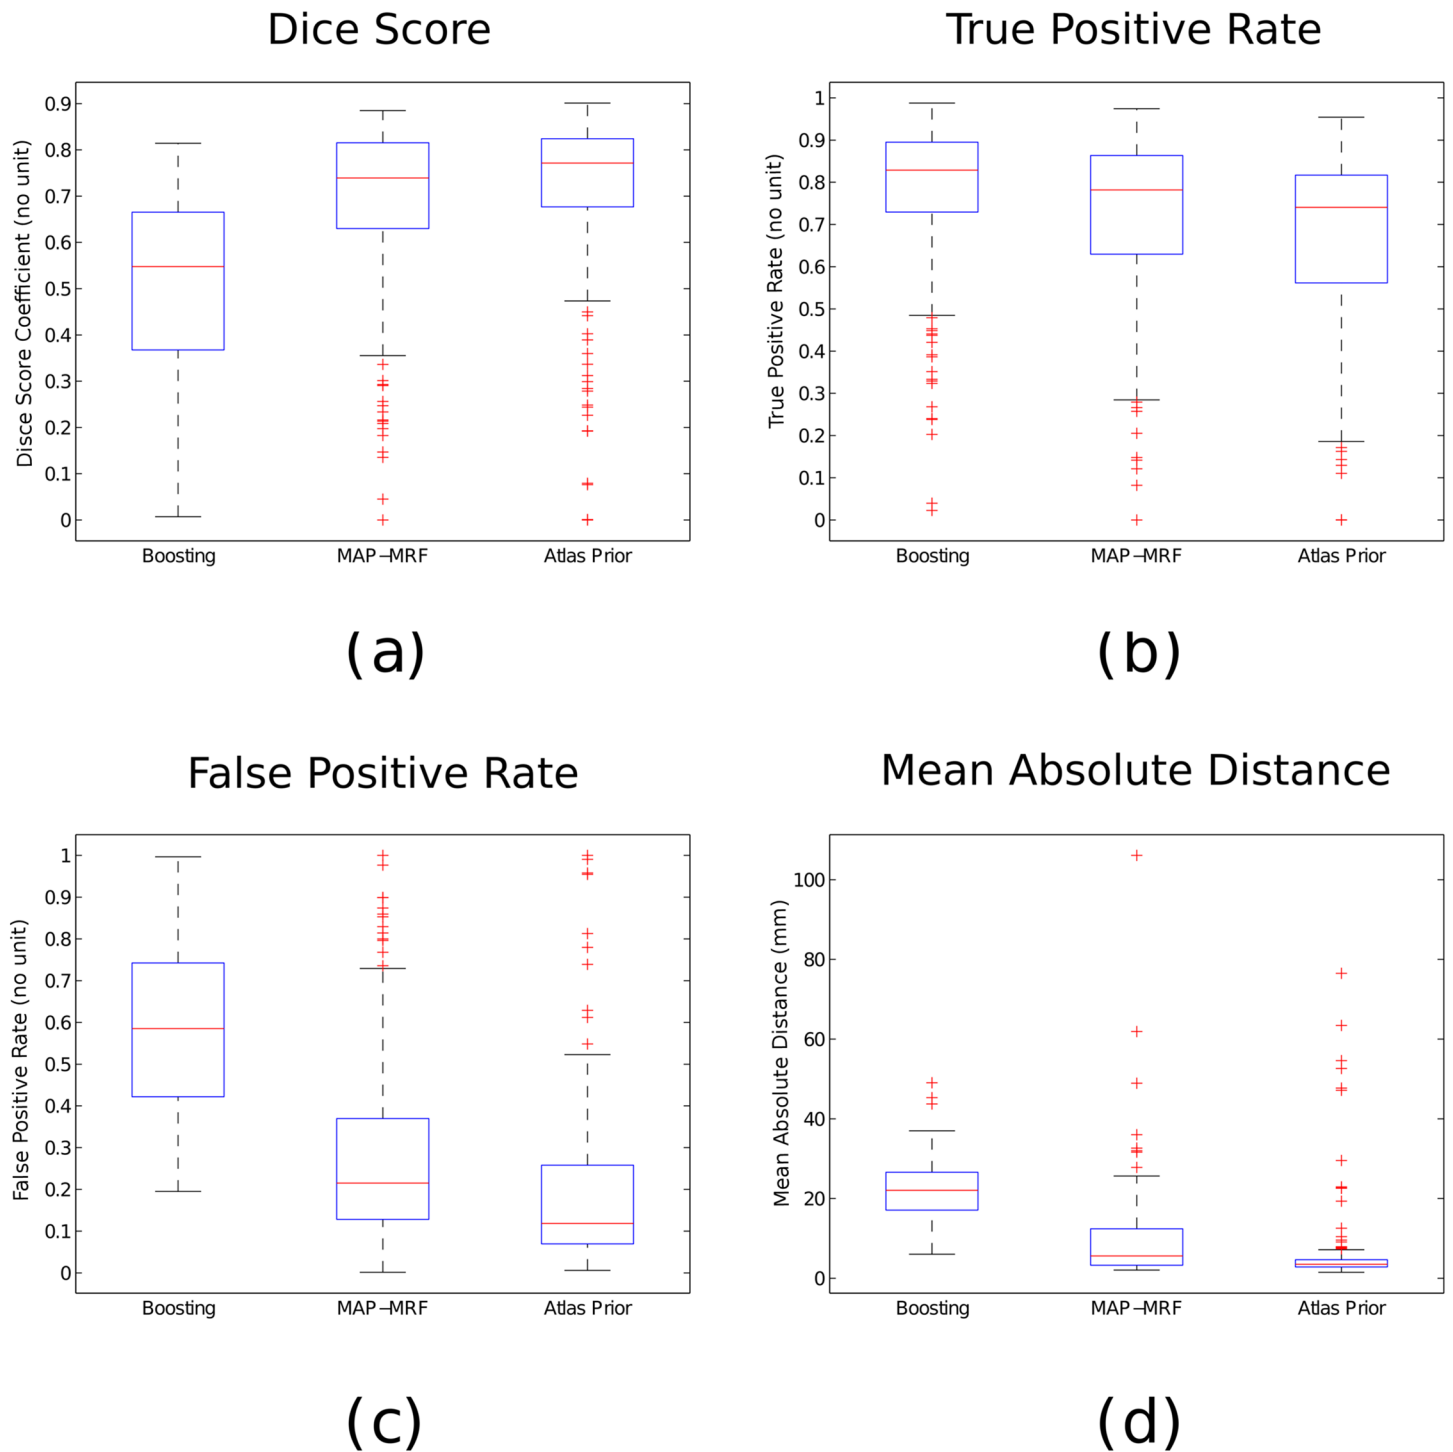 Dice Score
True Positive Rate
Disce Score Coefficient (no unit)
0.9
0.8
0.7
0.6
0.5
0.4
0.3
0.2
0.1
0
Boosting MAP-MRF Atlas Prior
True Positive Rate (no unit)
1
0.9
0.8
0.7
0.6
0.5
0.4
0.3
0.2
0.1
0
Boosting MAP-MRF Atlas Prior
(a)
(b)
False Positive Rate
Mean Absolute Distance
False Positive Rate (no unit)
1
0.9
0.8
0.7
0.6
0.5
0.4
0.3
0.2
0.1
0
Boosting MAP-MRF Atlas Prior
Mean Absolute Distance (mm)
100
80
60
40
20
0
Boosting MAP-MRF Atlas Prior
(c)
(d)